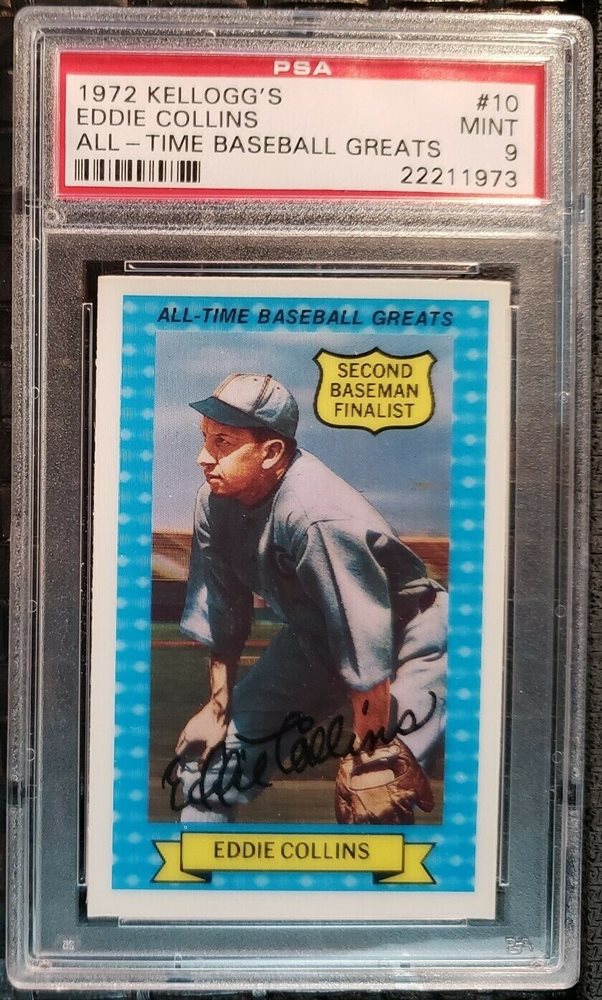 PSA
1972 KELLOGG'S #10
EDDIE COLLINS MINT
ALL - TIME BASEBALL GREATS 9
22211973
ALL-TIME BASEBALL GREATS
SECOND
BASEMAN
FINALIST
Eddie Collins
EDDIE COLLINS
PSA